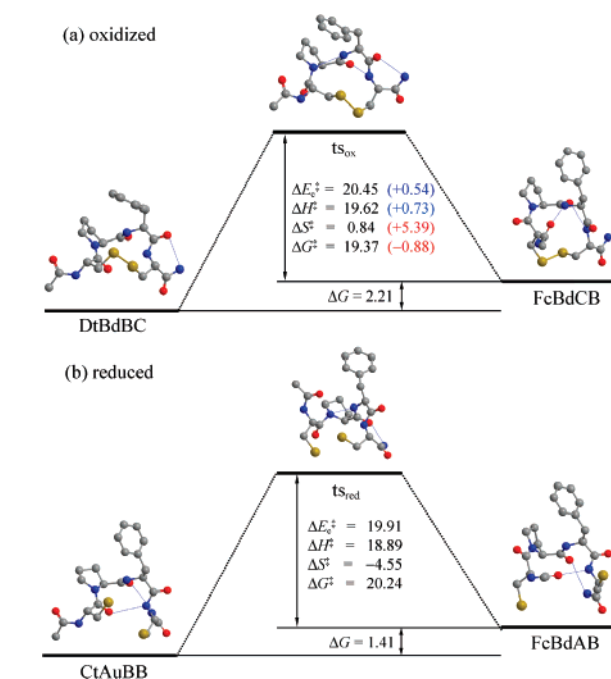 (a) oxidized
ts_ox
ΔE_e^‡ = 20.45 (+0.54)
ΔH^‡ = 19.62 (+0.73)
ΔS^‡ = 0.84 (+5.39)
ΔG^‡ = 19.37 (−0.88)
ΔG = 2.21
DtBdBC
FcBdCB
(b) reduced
ts_red
ΔE_e^‡ = 19.91
ΔH^‡ = 18.89
ΔS^‡ = −4.55
ΔG^‡ = 20.24
ΔG = 1.41
CtAuBB
FcBdAB